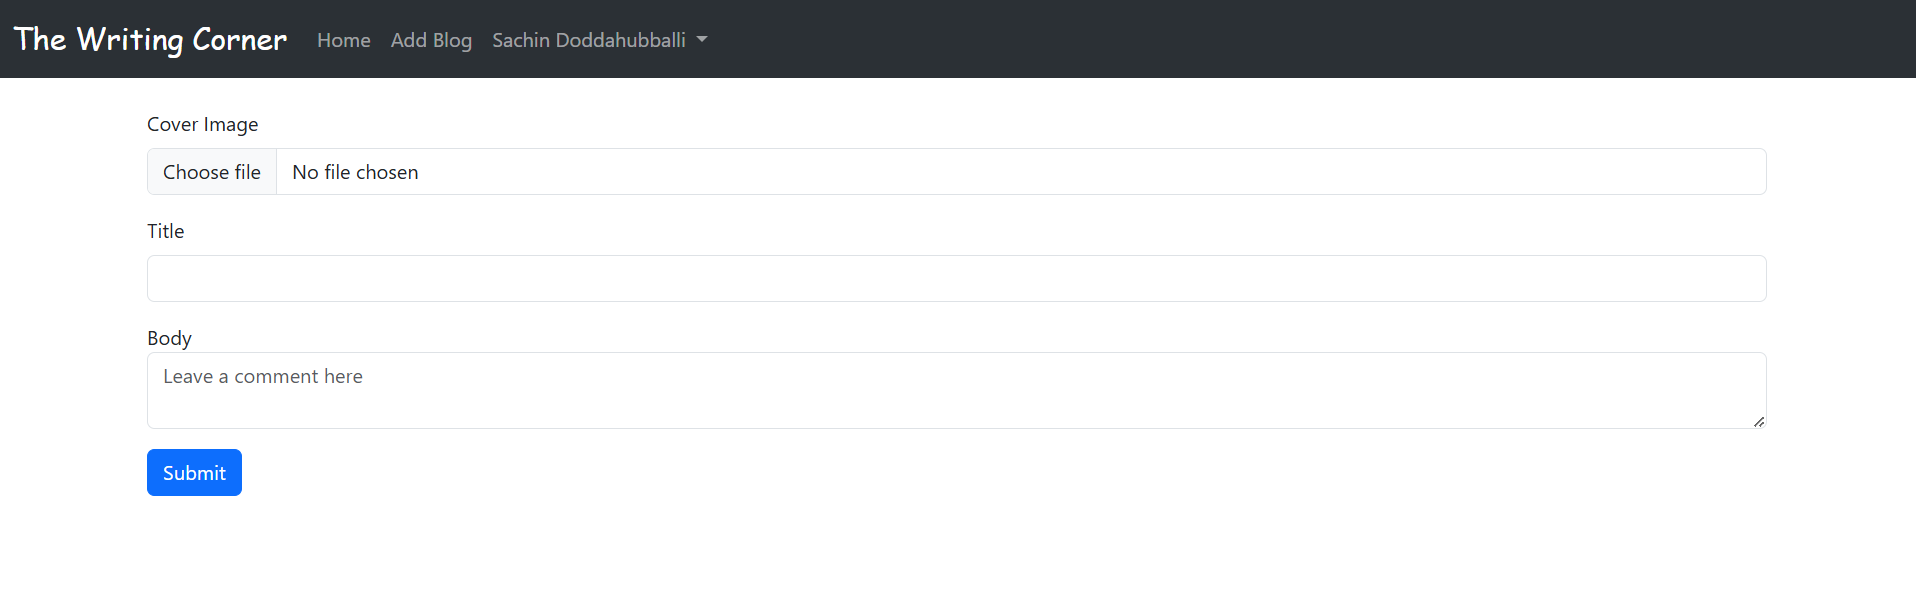 The Writing Corner Home Add Blog Sachin Doddahubballi
Cover Image
Choose file No file chosen
Title
Body
Leave a comment here
Submit